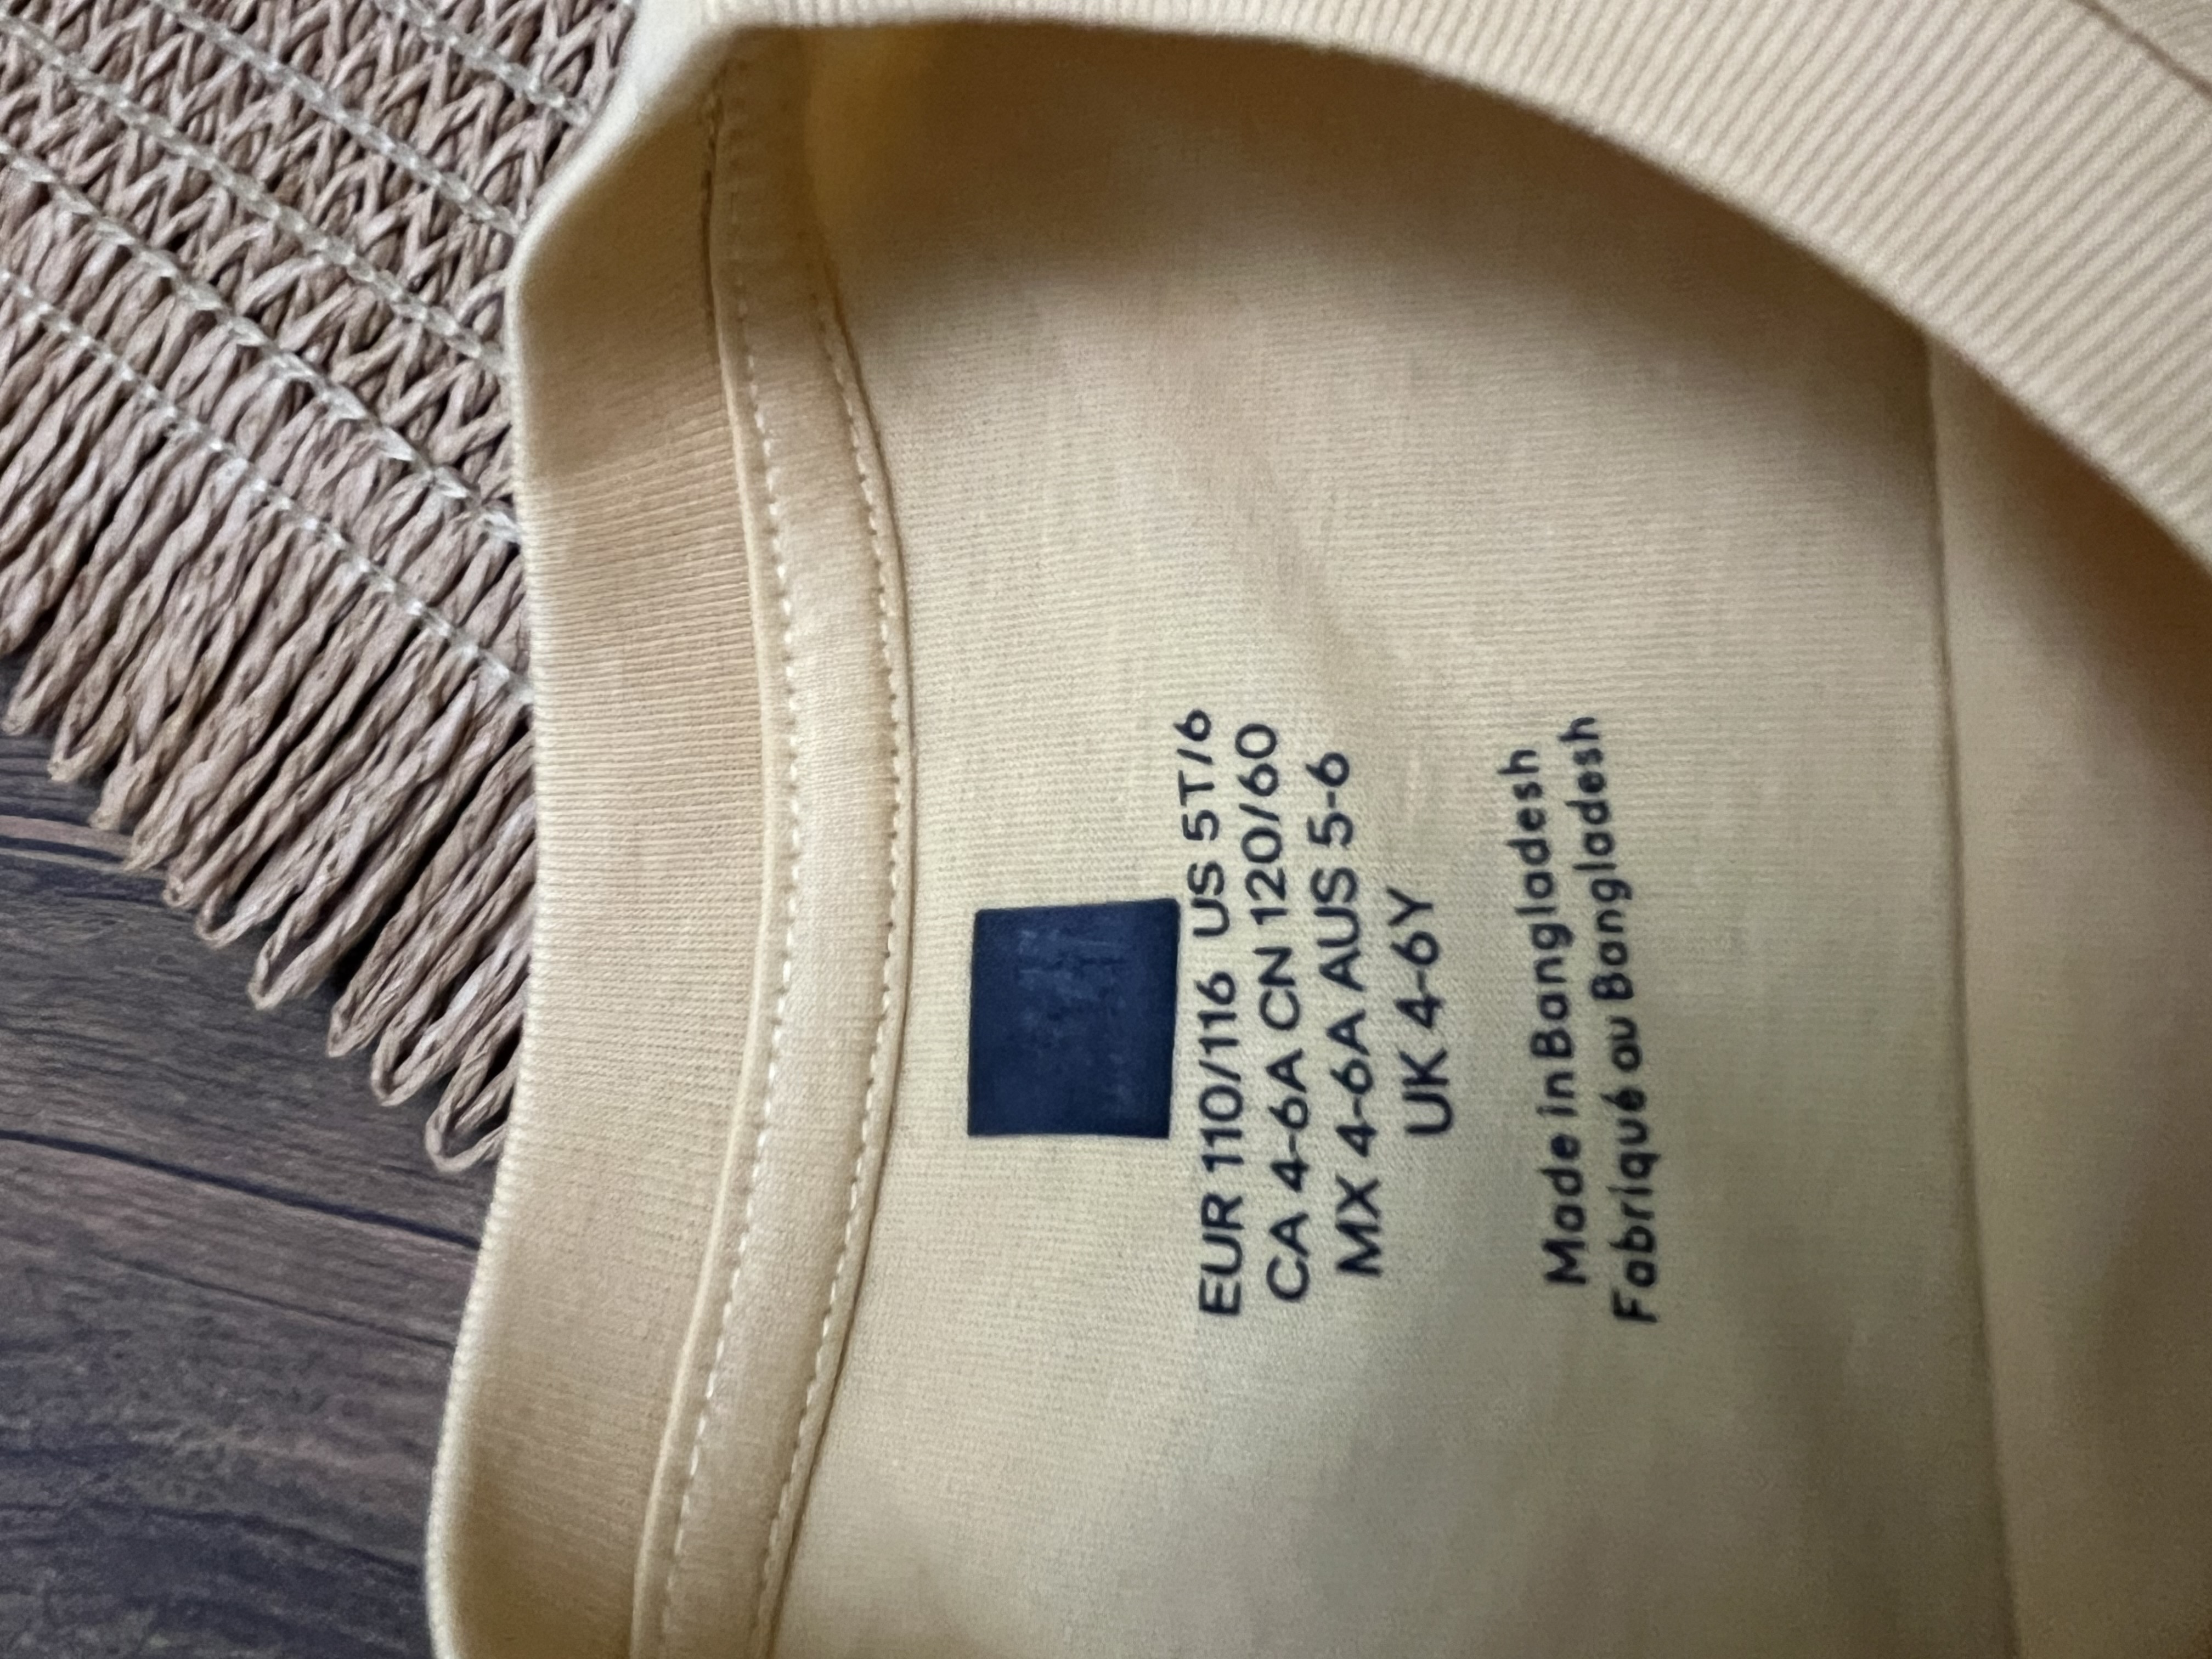 EUR 110/116 US 5T/6
CA 4-6A CN 120/60
MX 4-6A AUS 5-6
UK 4-6Y
Made in Bangladesh
Fabriqué au Bangladesh